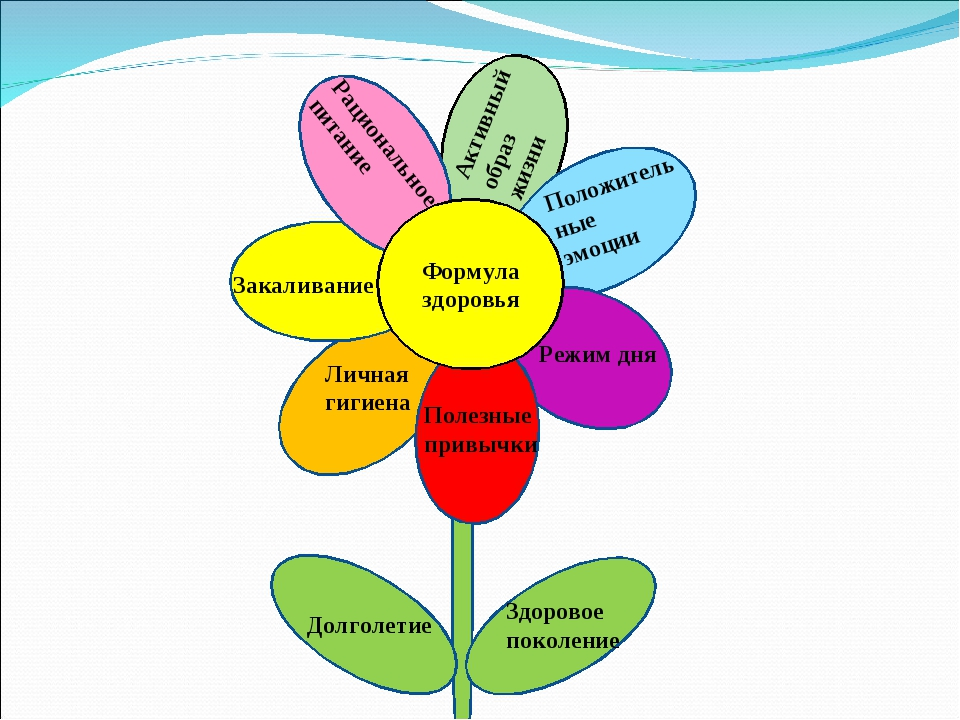 Рациональное
питание
Активный
образ
жизни
Положитель
ные
эмоции
Закаливание
Формула
здоровья
Режим дня
Личная
гигиена
Полезные
привычки
Долголетие
Здоровое
поколение